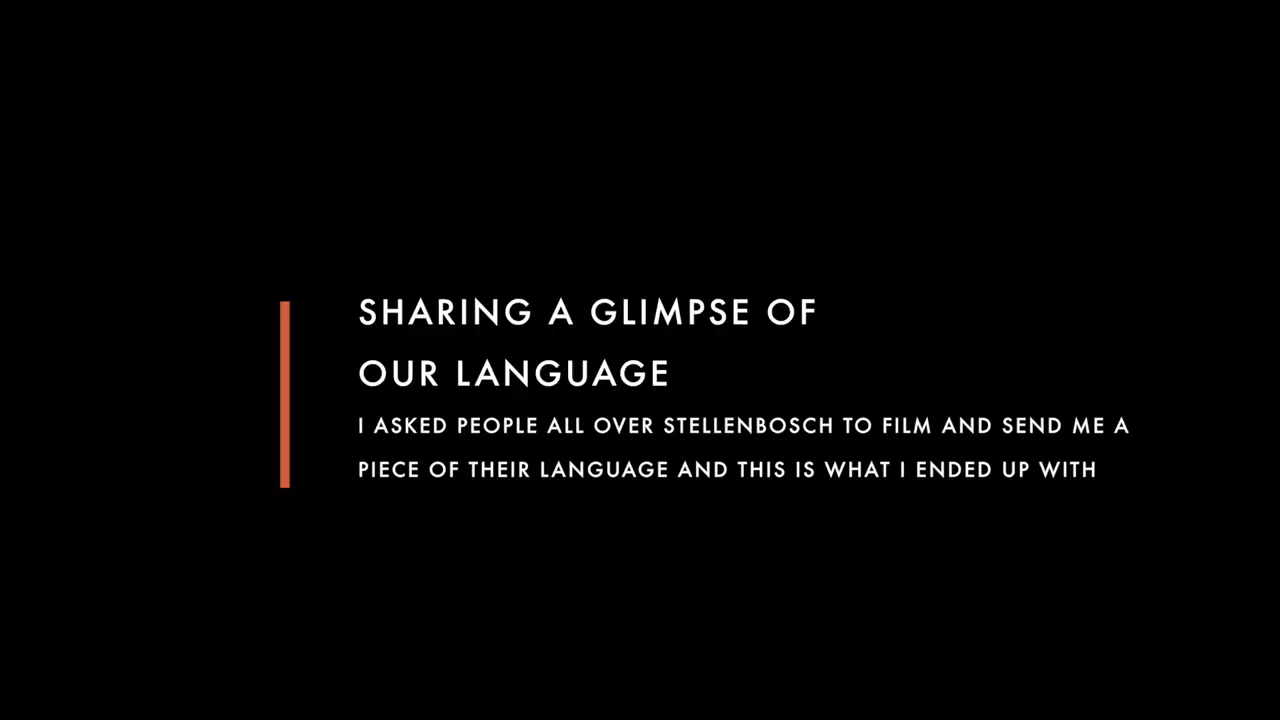 SHARING A GLIMPSE OF
OUR LANGUAGE
I ASKED PEOPLE ALL OVER STELLENBOSCH TO FILM AND SEND ME A
PIECE OF THEIR LANGUAGE AND THIS IS WHAT I ENDED UP WITH